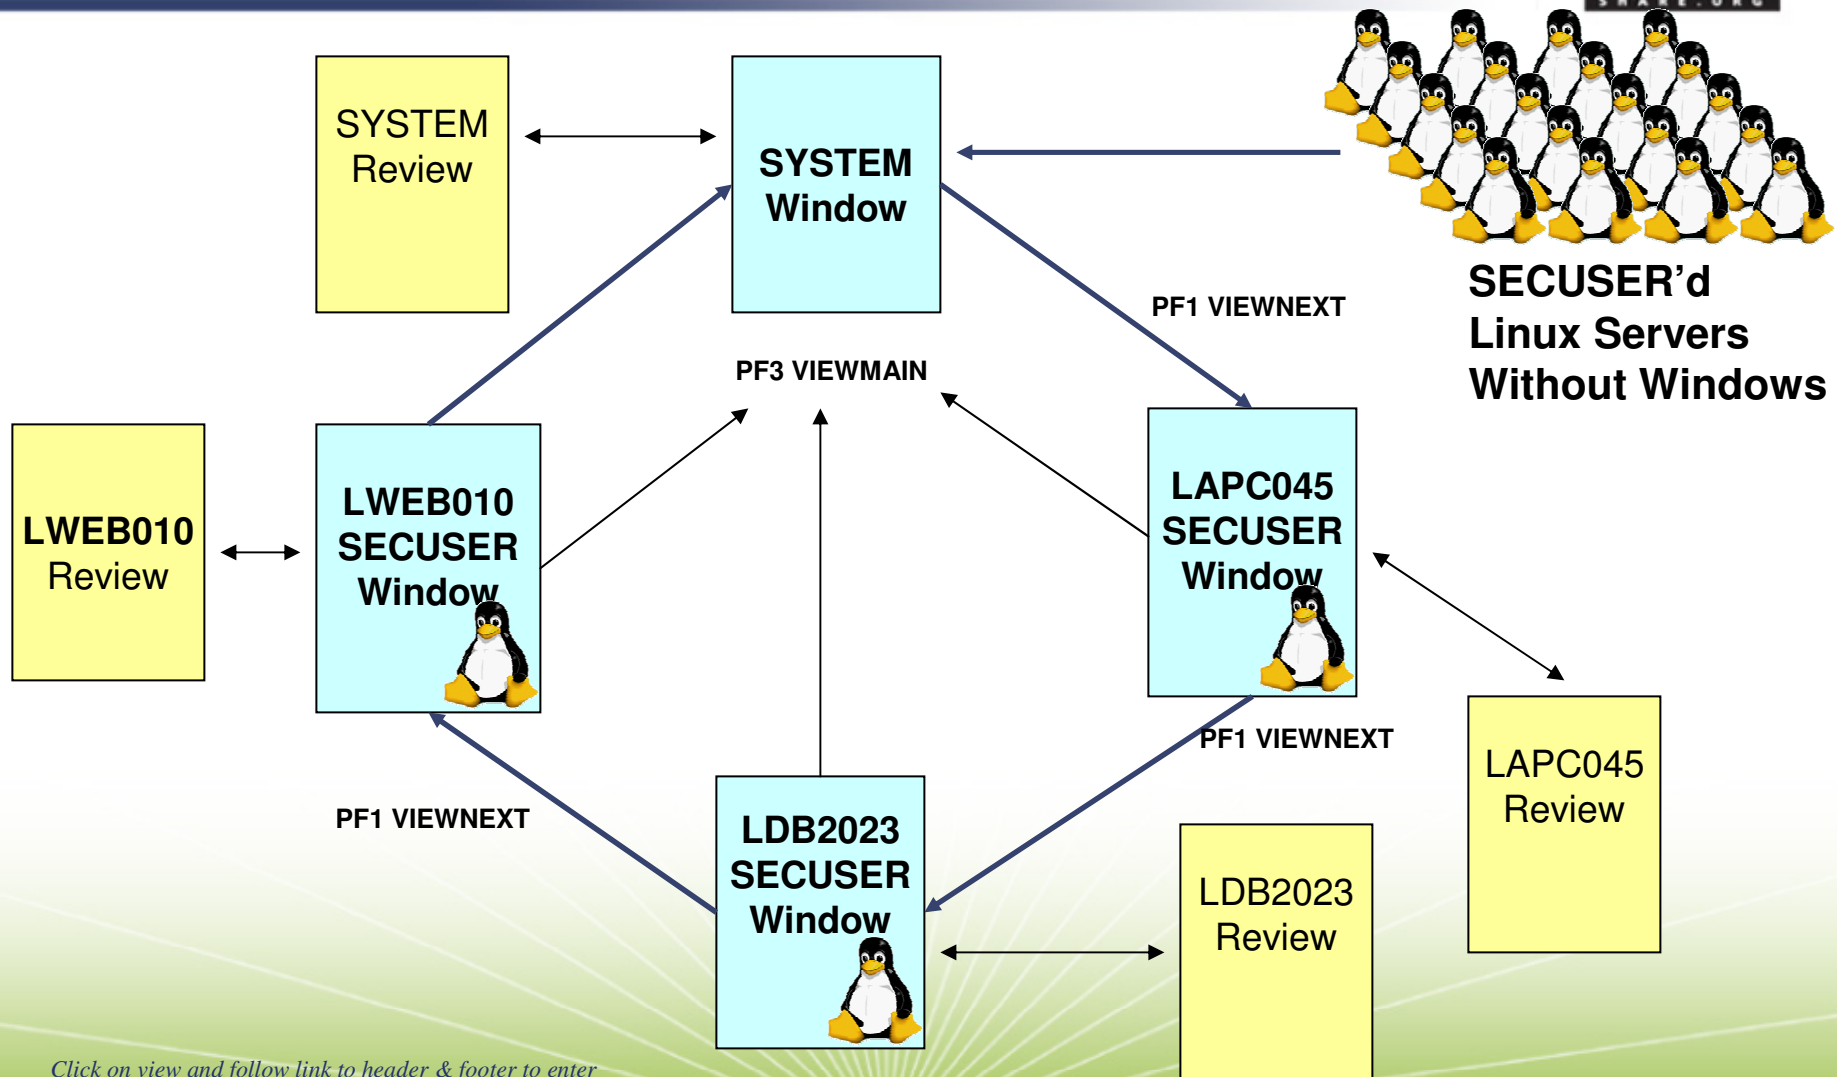 SHARE.ORG
SYSTEM
Review
SYSTEM
Window
PF1 VIEWNEXT
SECUSER’d
Linux Servers
Without Windows
PF3 VIEWMAIN
LWEB010
Review
LWEB010
SECUSER
Window
LAPC045
SECUSER
Window
PF1 VIEWNEXT
LAPC045
Review
PF1 VIEWNEXT
LDB2023
SECUSER
Window
LDB2023
Review
Click on view and follow link to header & footer to enter